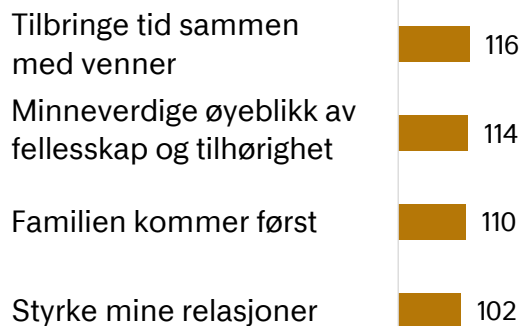 Tilbringe tid sammen
med venner
116
Minneverdige øyeblikk av
fellesskap og tilhørighet
114
Familien kommer først
110
Styrke mine relasjoner
102